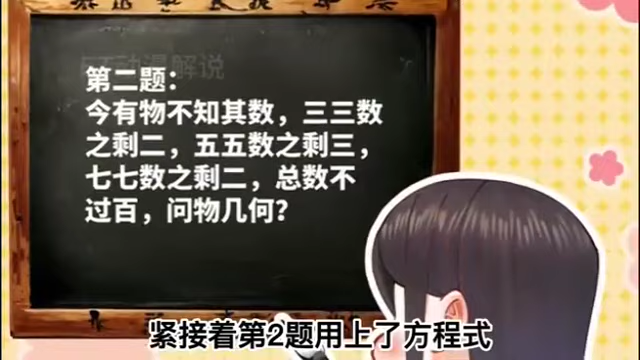 第二题：
今有物不知其数，三三数
之剩二，五五数之剩三，
七七数之剩二，总数不
过百，问物几何？
紧接着第2题用上了方程式